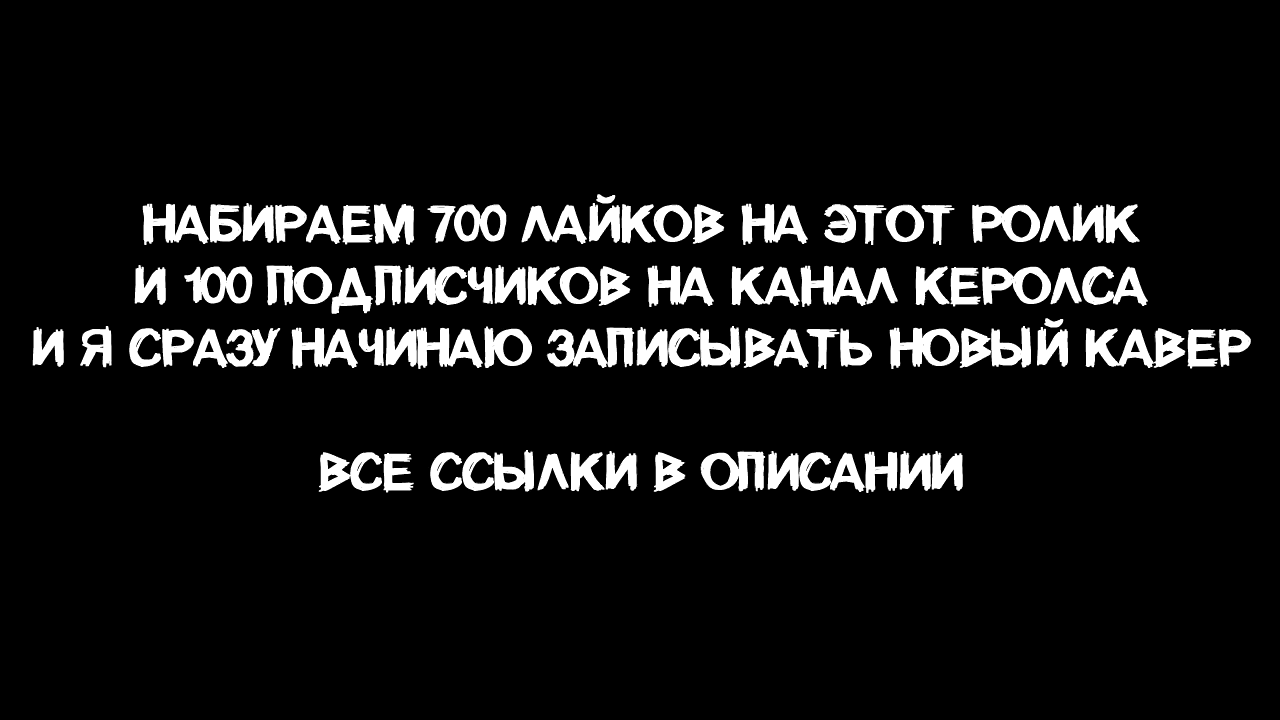 НАБИРАЕМ 700 ЛАЙКОВ НА ЭТОТ РОЛИК
И 100 ПОДПИСЧИКОВ НА КАНАЛ КЕРОЛСА
И Я СРАЗУ НАЧИНАЮ ЗАПИСЫВАТЬ НОВЫЙ КАВЕР
ВСЕ ССЫЛКИ В ОПИСАНИИ